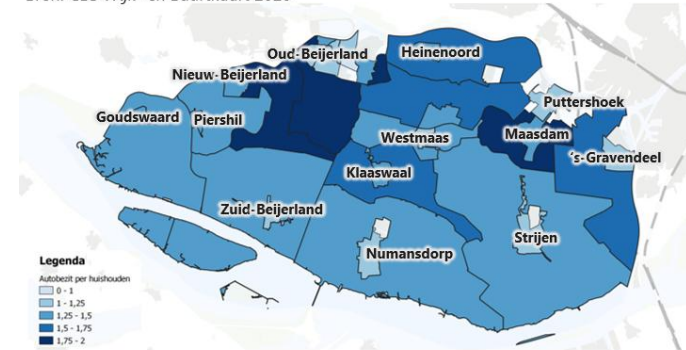 Oud-Beijerland
Heinenoord
Nieuw-Beijerland
Puttershoek
Goudswaard
Piershil
Westmaas
Maasdam
's-Gravendeel
Klaaswaal
Zuid-Beijerland
Strijen
Numansdorp
Legenda
Autobezit per huishouden
0 - 1
1 - 1,25
1,25 - 1,5
1,5 - 1,75
1,75 - 2